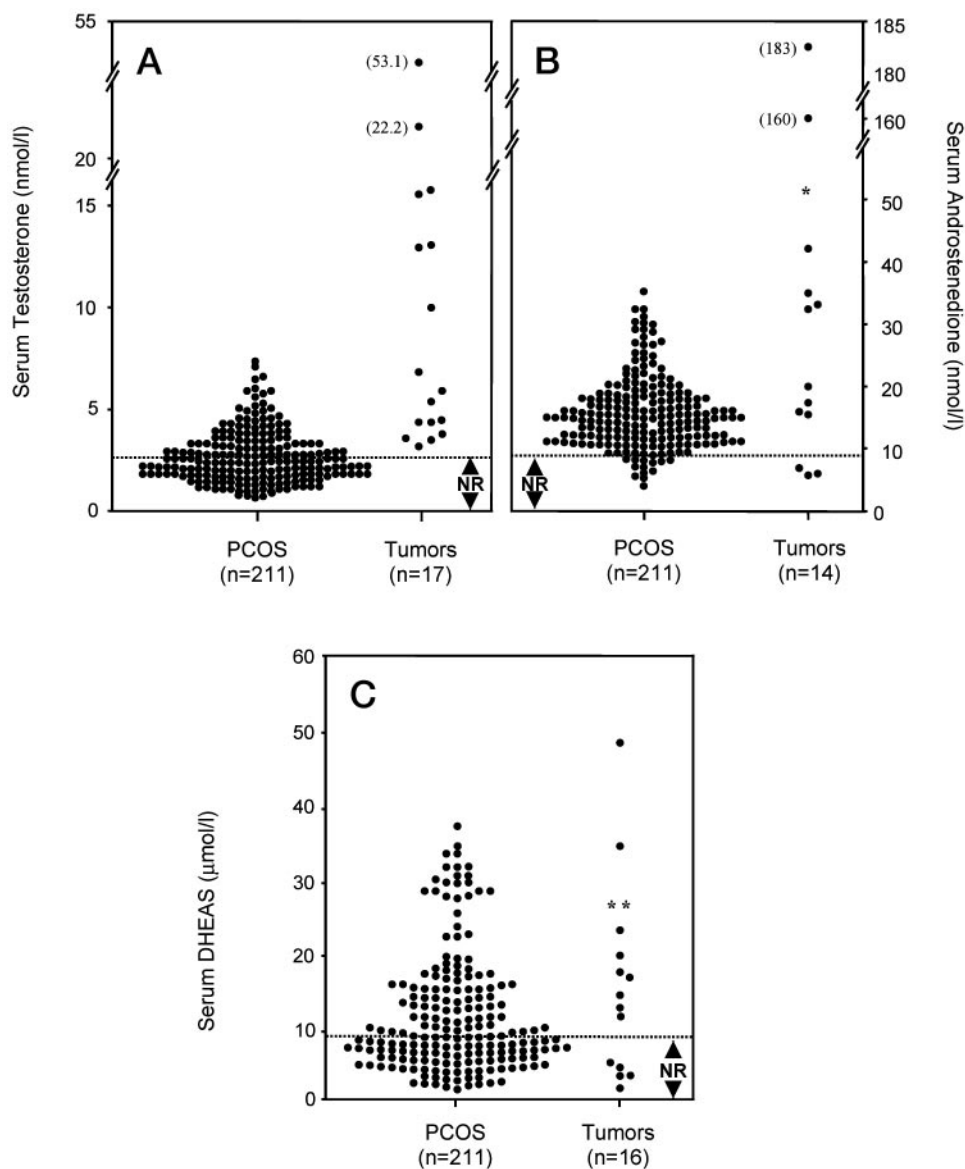 A
Serum Testosterone (nmol/l)
55
20
15
10
5
0
(53.1)
(22.2)
NR
PCOS
(n=211)
Tumors
(n=17)
B
Serum Androstenedione (nmol/l)
185
180
160
50
40
30
20
10
0
(183)
(160)
*
NR
PCOS
(n=211)
Tumors
(n=14)
C
Serum DHEAS (μmol/l)
60
50
40
30
20
10
0
* *
NR
PCOS
(n=211)
Tumors
(n=16)